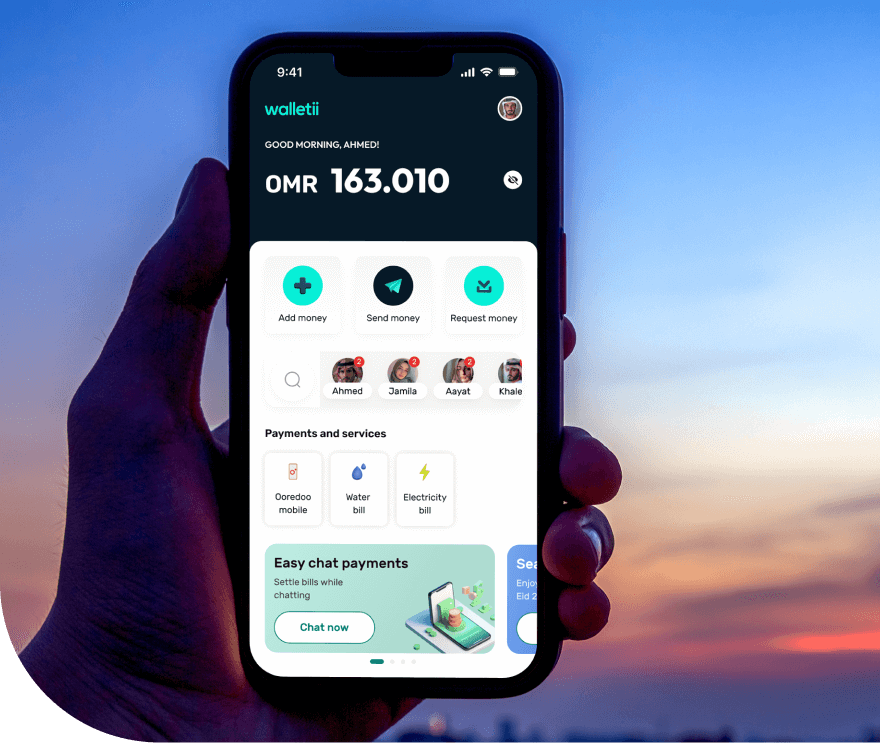 9:41
walletii
GOOD MORNING, AHMED!
OMR 163.010
Add money
Send money
Request money
2
2
2
Ahmed
Jamila
Aayat
Khale
Payments and services
Ooredoo
mobile
Water
bill
Electricity
bill
Easy chat payments
Settle bills while
chatting
Chat now
Sea
Enjoy
Eid 2